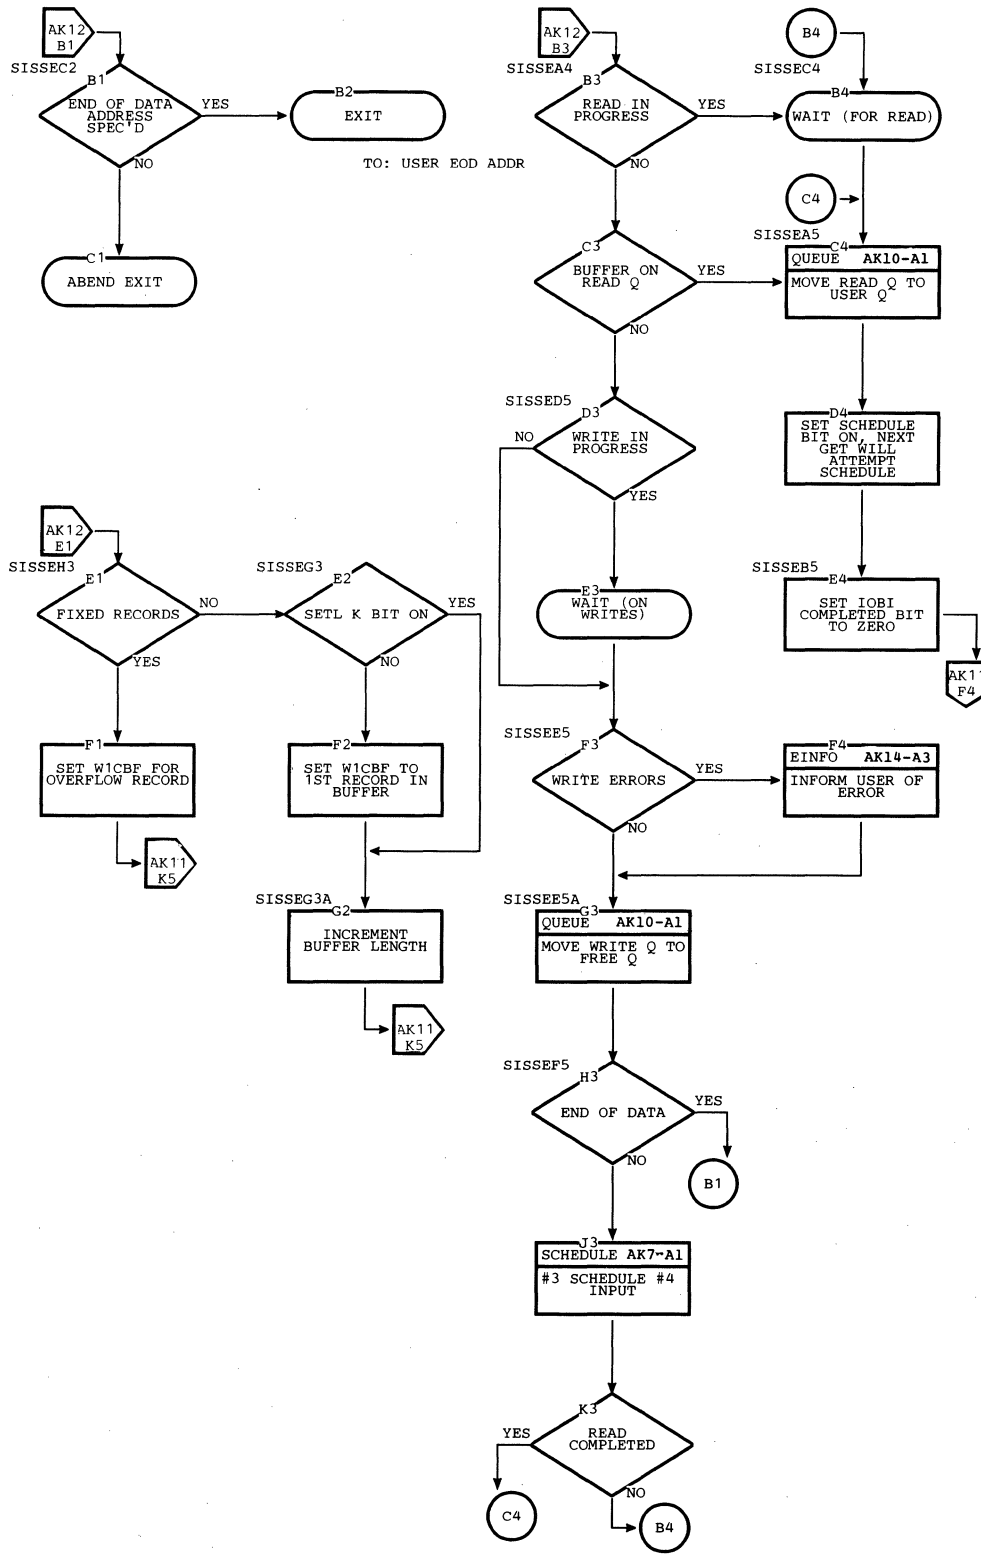 AK12
B1
SISSEC2
B1
END OF DATA
ADDRESS
SPEC'D
YES
NO
B2
EXIT
TO: USER EOD ADDR
C1
ABEND EXIT
AK12
B3
SISSEA4
B3
READ IN
PROGRESS
YES
NO
B4
SISSEC4
B4
WAIT (FOR READ)
C4
SISSEA5
C3
BUFFER ON
READ Q
YES
NO
C4
QUEUE AK10-A1
MOVE READ Q TO
USER Q
SISSED5
D3
WRITE IN
PROGRESS
NO
YES
D4
SET SCHEDULE
BIT ON, NEXT
GET WILL
ATTEMPT
SCHEDULE
AK12
E1
SISSEH3
E1
FIXED RECORDS
NO
YES
SISSEG3
E2
SETL K BIT ON
YES
NO
E3
WAIT (ON
WRITES)
SISSEB5
E4
SET IOBI
COMPLETED BIT
TO ZERO
AK11
F4
F1
SET W1CBF FOR
OVERFLOW RECORD
AK11
K5
F2
SET W1CBF TO
1ST RECORD IN
BUFFER
SISSEE5
F3
WRITE ERRORS
YES
NO
F4
EINFO AK14-A3
INFORM USER OF
ERROR
SISSEG3A
G2
INCREMENT
BUFFER LENGTH
AK11
K5
SISSEE5A
G3
QUEUE AK10-A1
MOVE WRITE Q TO
FREE Q
SISSEF5
H3
END OF DATA
YES
NO
B1
J3
SCHEDULE AK7-A1
#3 SCHEDULE #4
INPUT
K3
READ
COMPLETED
YES
NO
C4
B4